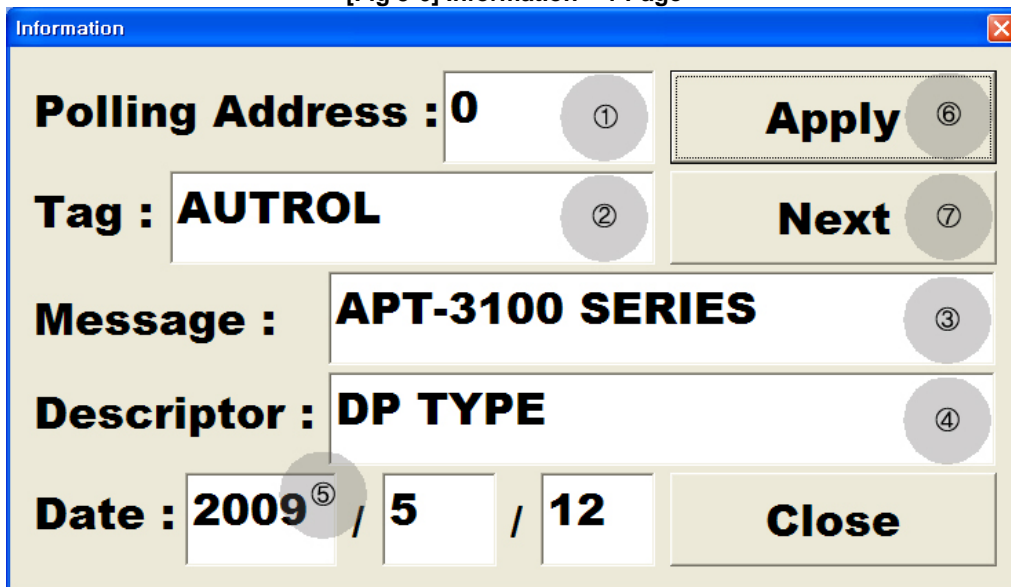 Information
Polling Address : 0 ① Apply ⑥
Tag : AUTROL ② Next ⑦
Message : APT-3100 SERIES ③
Descriptor : DP TYPE ④
Date : 2009 ⑤ / 5 / 12 Close